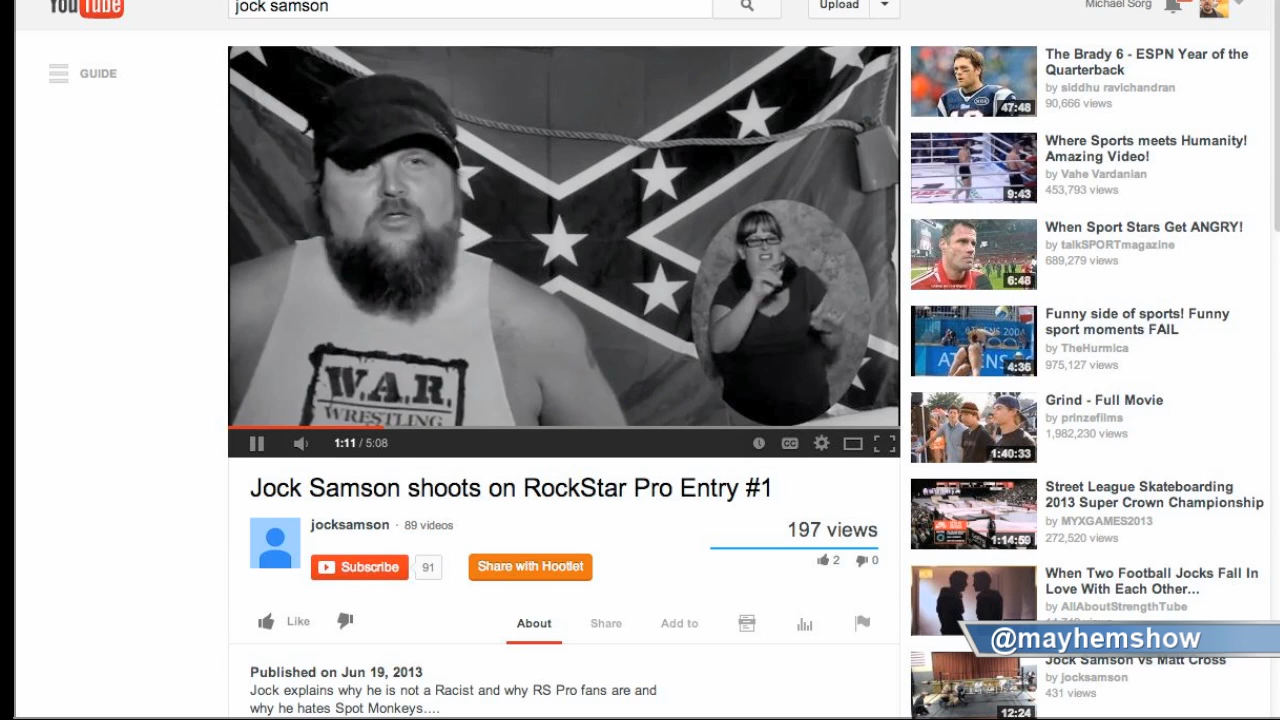 YouTube
jock samson
Upload
Michael Sorg
GUIDE
W.A.R.
WRESTLING
1:11 / 5:08
CC
Jock Samson shoots on RockStar Pro Entry #1
jocksamson · 89 videos
197 views
Subscribe
91
Share with Hootlet
2
0
Like
About
Share
Add to
Published on Jun 19, 2013
Jock explains why he is not a Racist and why RS Pro fans are and
why he hates Spot Monkeys....
47:48
The Brady 6 - ESPN Year of the
Quarterback
by siddhu ravichandran
90,666 views
9:43
Where Sports meets Humanity!
Amazing Video!
by Vahe Vardanian
453,793 views
6:48
When Sport Stars Get ANGRY!
by talkSPORTmagazine
689,279 views
ATHENS 2004
ATHENS
4:36
Funny side of sports! Funny
sport moments FAIL
by TheHurmica
975,127 views
1:40:33
Grind - Full Movie
by prinzefilms
1,982,230 views
1:14:59
Street League Skateboarding
2013 Super Crown Championship
by MYXGAMES2013
272,520 views
When Two Football Jocks Fall In
Love With Each Other...
by AllAboutStrengthTube
@mayhemshow
12:24
Jock Samson Vs Matt Cross
by jocksamson
431 views